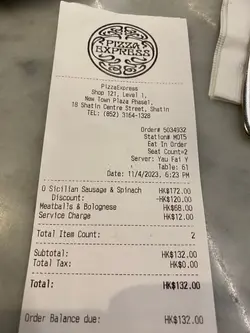 PIZZA
EXPRESS
PizzaExpress
Shop 121, Level 1,
New Town Plaza Phase1,
18 Shatin Centre Street, Shatin
TEL: (852) 3164-1328
Order# 5034932
Station# MOT5
Eat In Order
Seat Count=2
Server: Yau Fai Y
Table: 61
Date: 11/4/2023, 6:23 PM
O Sicilian Sausage & Spinach HK$172.00
Discount: -HK$120.00
Meatballs & Bolognese HK$68.00
Service Charge HK$12.00
Total Item Count: 2
Subtotal: HK$132.00
Total Tax: HK$0.00
Total: HK$132.00
Order Balance due: HK$132.00